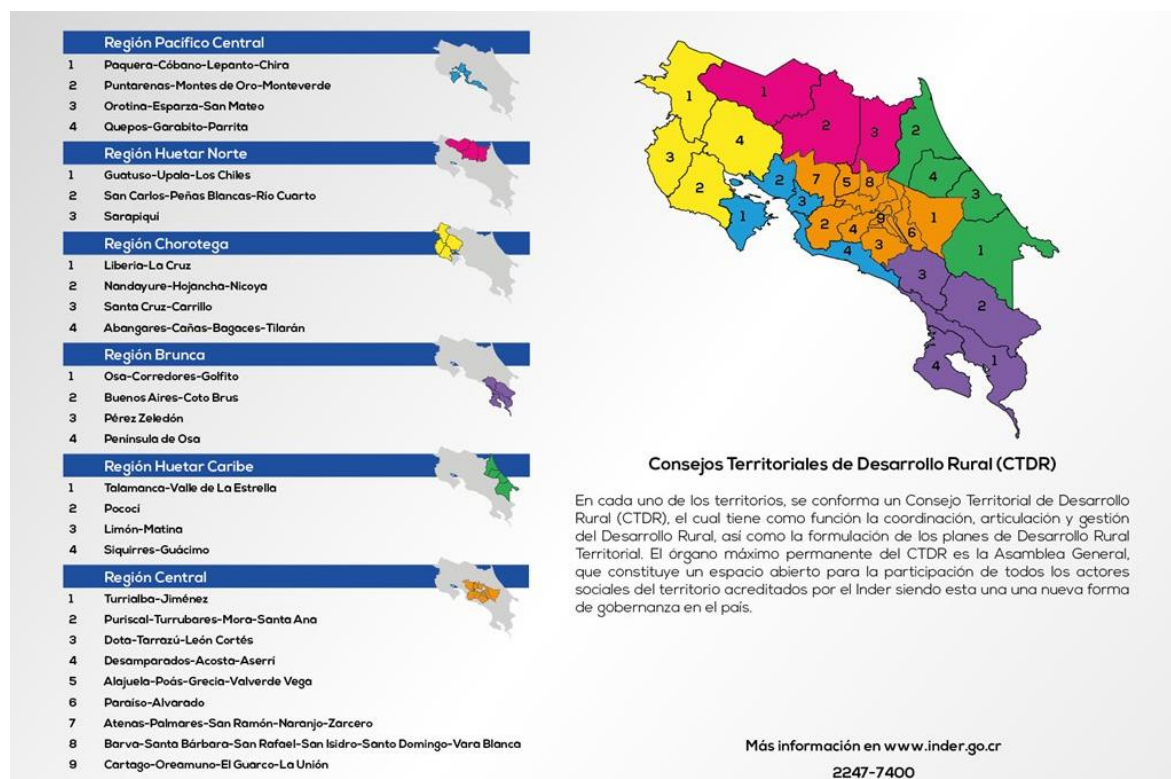 Región Pacífico Central
1 Paquera-Cóbano-Lepanto-Chira
2 Puntarenas-Montes de Oro-Monteverde
3 Orotina-Esparza-San Mateo
4 Quepos-Garabito-Parrita
Región Huetar Norte
1 Guatuso-Upala-Los Chiles
2 San Carlos-Peñas Blancas-Río Cuarto
3 Sarapiquí
Región Chorotega
1 Liberia-La Cruz
2 Nandayure-Hojancha-Nicoya
3 Santa Cruz-Carrillo
4 Abangares-Cañas-Bagaces-Tilarán
Región Brunca
1 Osa-Corredores-Golfito
2 Buenos Aires-Coto Brus
3 Pérez Zeledón
4 Península de Osa
Región Huetar Caribe
1 Talamanca-Valle de La Estrella
2 Pococí
3 Limón-Matina
4 Siquirres-Guácimo
Región Central
1 Turrialba-Jiménez
2 Puriscal-Turrubares-Mora-Santa Ana
3 Dota-Tarrazú-León Cortés
4 Desamparados-Acosta-Aserrí
5 Alajuela-Poás-Grecia-Valverde Vega
6 Paraíso-Alvarado
7 Atenas-Palmares-San Ramón-Naranjo-Zarcero
8 Barva-Santa Bárbara-San Rafael-San Isidro-Santo Domingo-Vara Blanca
9 Cartago-Oreamuno-El Guarco-La Unión
1 1
2 3 2
4
3
2
7 5 8
4
2
3
3
1
9
1
2 4
6
3
4
1
3
2
4
1
Consejos Territoriales de Desarrollo Rural (CTDR)
En cada uno de los territorios, se conforma un Consejo Territorial de Desarrollo
Rural (CTDR), el cual tiene como función la coordinación, articulación y gestión
del Desarrollo Rural, así como la formulación de los planes de Desarrollo Rural
Territorial. El órgano máximo permanente del CTDR es la Asamblea General,
que constituye un espacio abierto para la participación de todos los actores
sociales del territorio acreditados por el Inder siendo esta una una nueva forma
de gobernanza en el país.
Más información en www.inder.go.cr
2247-7400